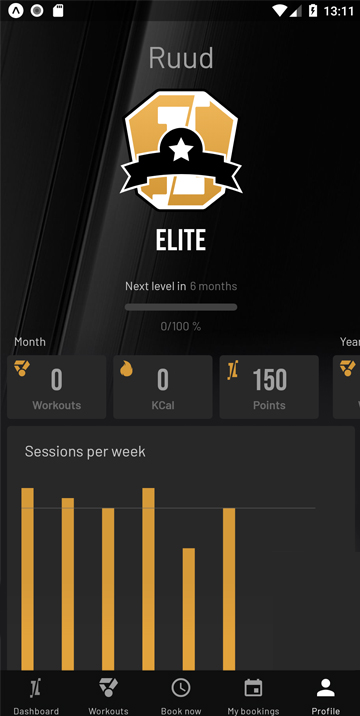 13:11
Ruud
ELITE
Next level in 6 months
0/100 %
Month
Year
0
Workouts
0
KCal
150
Points
Sessions per week
Dashboard
Workouts
Book now
My bookings
Profile